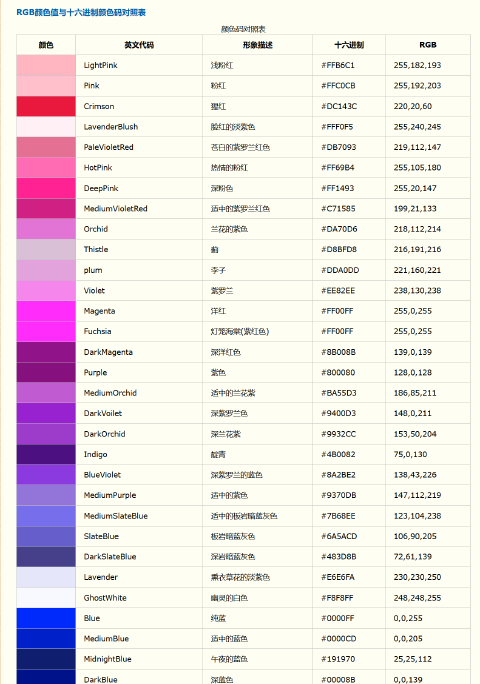 RGB颜色值与十六进制颜色码对照表
颜色码对照表
颜色 英文代码 形象描述 十六进制 RGB
LightPink 浅粉红 #FFB6C1 255,182,193
Pink 粉红 #FFC0CB 255,192,203
Crimson 猩红 #DC143C 220,20,60
LavenderBlush 脸红的淡紫色 #FFF0F5 255,240,245
PaleVioletRed 苍白的紫罗兰红色 #DB7093 219,112,147
HotPink 热情的粉红 #FF69B4 255,105,180
DeepPink 深粉色 #FF1493 255,20,147
MediumVioletRed 适中的紫罗兰红色 #C71585 199,21,133
Orchid 兰花的紫色 #DA70D6 218,112,214
Thistle 蓟 #D8BFD8 216,191,216
plum 李子 #DDA0DD 221,160,221
Violet 紫罗兰 #EE82EE 238,130,238
Magenta 洋红 #FF00FF 255,0,255
Fuchsia 灯笼海棠(紫红色) #FF00FF 255,0,255
DarkMagenta 深洋红色 #8B008B 139,0,139
Purple 紫色 #800080 128,0,128
MediumOrchid 适中的兰花紫 #BA55D3 186,85,211
DarkVoilet 深紫罗兰色 #9400D3 148,0,211
DarkOrchid 深兰花紫 #9932CC 153,50,204
Indigo 靛青 #4B0082 75,0,130
BlueViolet 深紫罗兰的蓝色 #8A2BE2 138,43,226
MediumPurple 适中的紫色 #9370DB 147,112,219
MediumSlateBlue 适中的板岩暗蓝灰色 #7B68EE 123,104,238
SlateBlue 板岩暗蓝灰色 #6A5ACD 106,90,205
DarkSlateBlue 深岩暗蓝灰色 #483D8B 72,61,139
Lavender 熏衣草花的淡紫色 #E6E6FA 230,230,250
GhostWhite 幽灵的白色 #F8F8FF 248,248,255
Blue 纯蓝 #0000FF 0,0,255
MediumBlue 适中的蓝色 #0000CD 0,0,205
MidnightBlue 午夜的蓝色 #191970 25,25,112
DarkBlue 深蓝色 #00008B 0,0,139